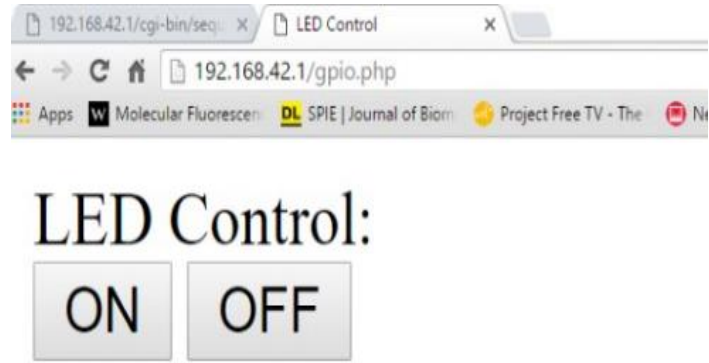 192.168.42.1/cgi-bin/sequ LED Control
192.168.42.1/gpio.php
Apps W Molecular Fluorescen DL SPIE | Journal of Biom Project Free TV - The Ne
LED Control:
ON OFF